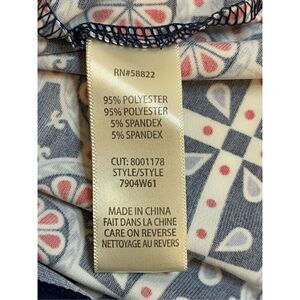 RN#58822
95% POLYESTER
95% POLYESTER
5% SPANDEX
5% SPANDEX
CUT: 8001178
STYLE/STYLE
7904W61
MADE IN CHINA
FAIT DANS LA CHINE
CARE ON REVERSE
NETTOYAGE AU REVERS